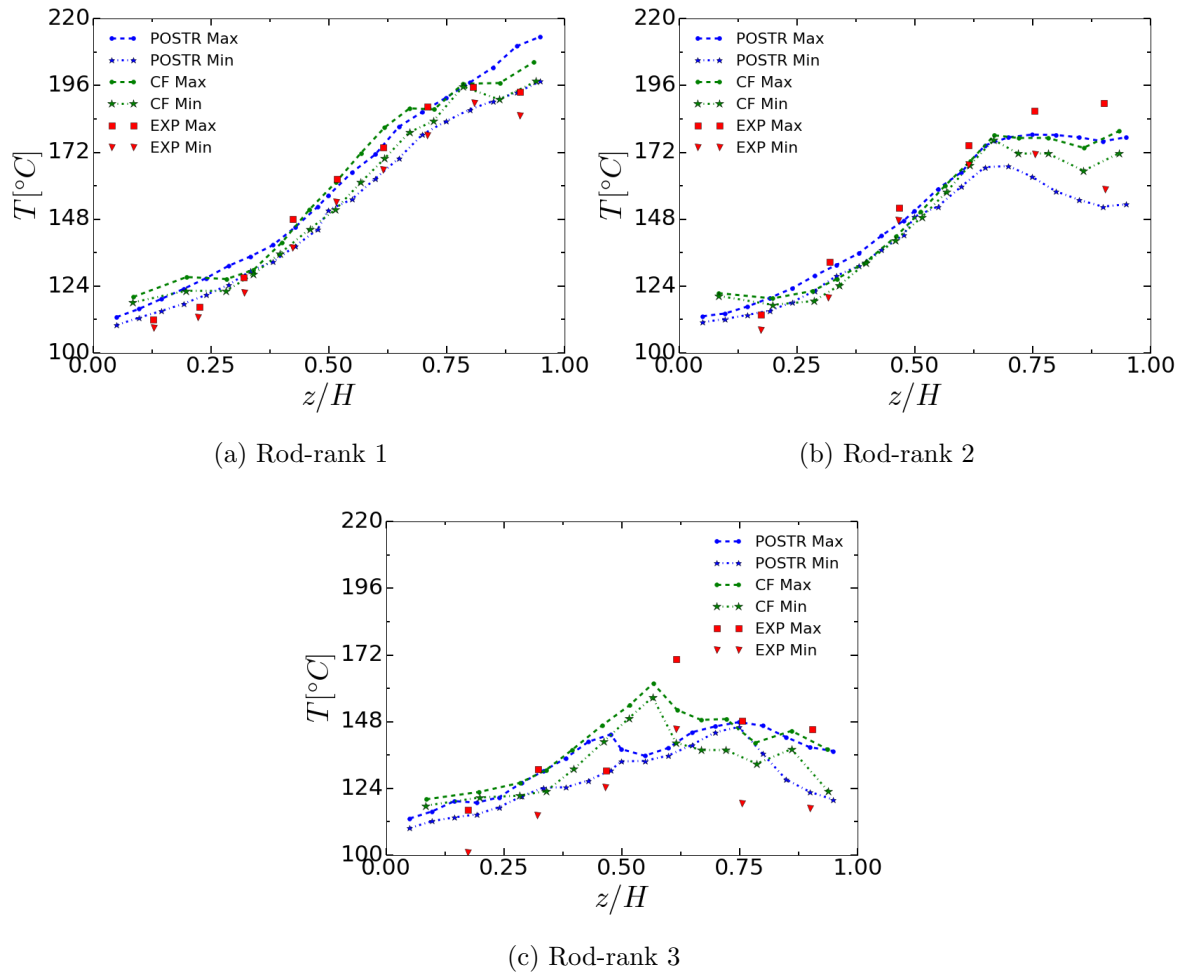 220
196
172
148
124
100
T[°C]
POSTR Max
POSTR Min
CF Max
CF Min
EXP Max
EXP Min
0.00 0.25 0.50 0.75 1.00
z/H
(a) Rod-rank 1
220
196
172
148
124
100
T[°C]
POSTR Max
POSTR Min
CF Max
CF Min
EXP Max
EXP Min
0.00 0.25 0.50 0.75 1.00
z/H
(b) Rod-rank 2
220
196
172
148
124
100
T[°C]
POSTR Max
POSTR Min
CF Max
CF Min
EXP Max
EXP Min
0.00 0.25 0.50 0.75 1.00
z/H
(c) Rod-rank 3